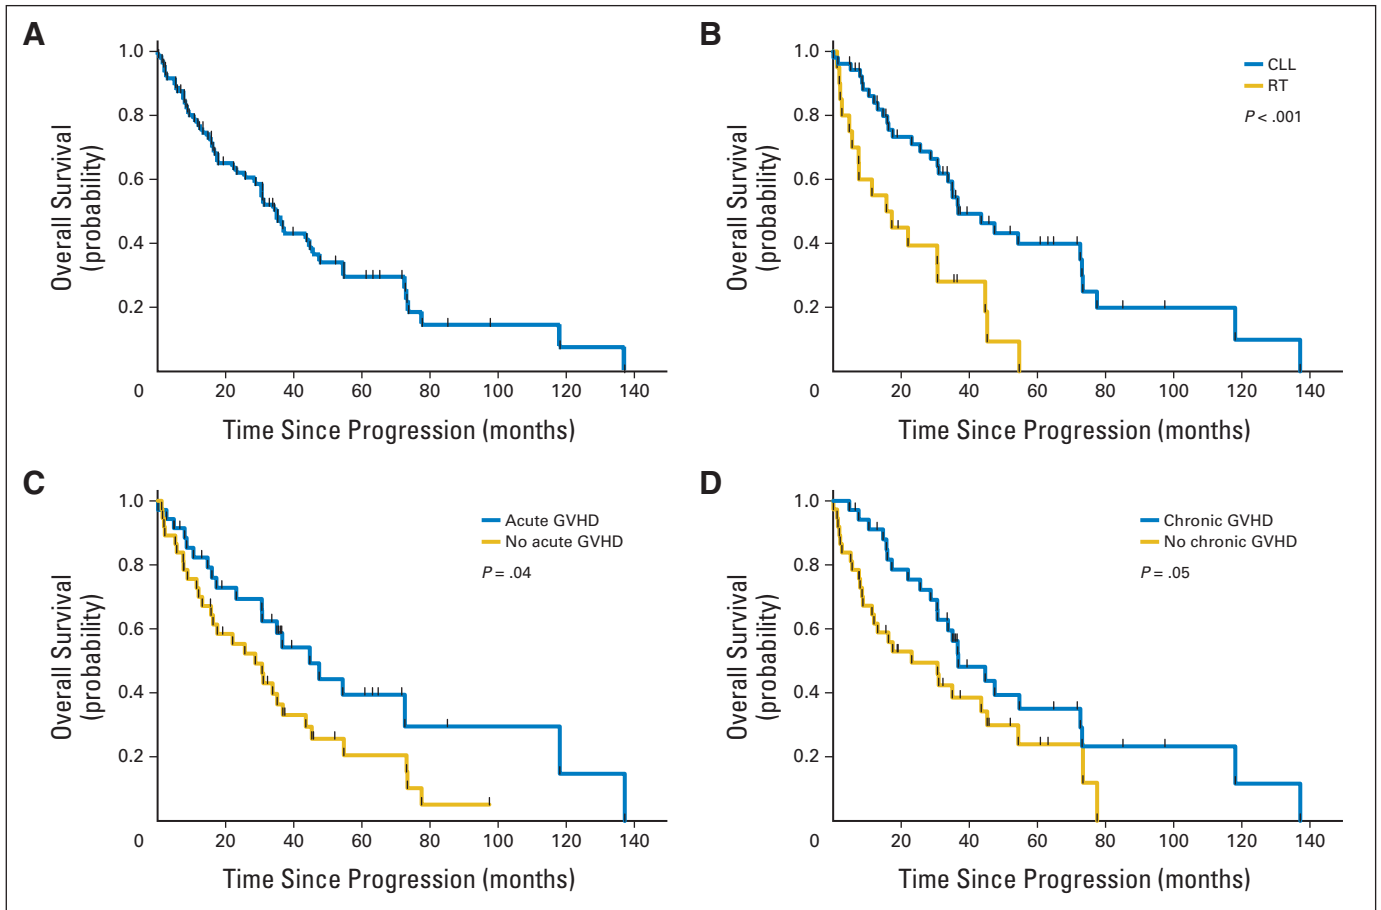 A
1.0
0.8
0.6
0.4
0.2
0 20 40 60 80 100 120 140
Overall Survival
(probability)
Time Since Progression (months)
B
1.0
0.8
0.6
0.4
0.2
0 20 40 60 80 100 120 140
Overall Survival
(probability)
Time Since Progression (months)
CLL
RT
P < .001
C
1.0
0.8
0.6
0.4
0.2
0 20 40 60 80 100 120 140
Overall Survival
(probability)
Time Since Progression (months)
Acute GVHD
No acute GVHD
P = .04
D
1.0
0.8
0.6
0.4
0.2
0 20 40 60 80 100 120 140
Overall Survival
(probability)
Time Since Progression (months)
Chronic GVHD
No chronic GVHD
P = .05